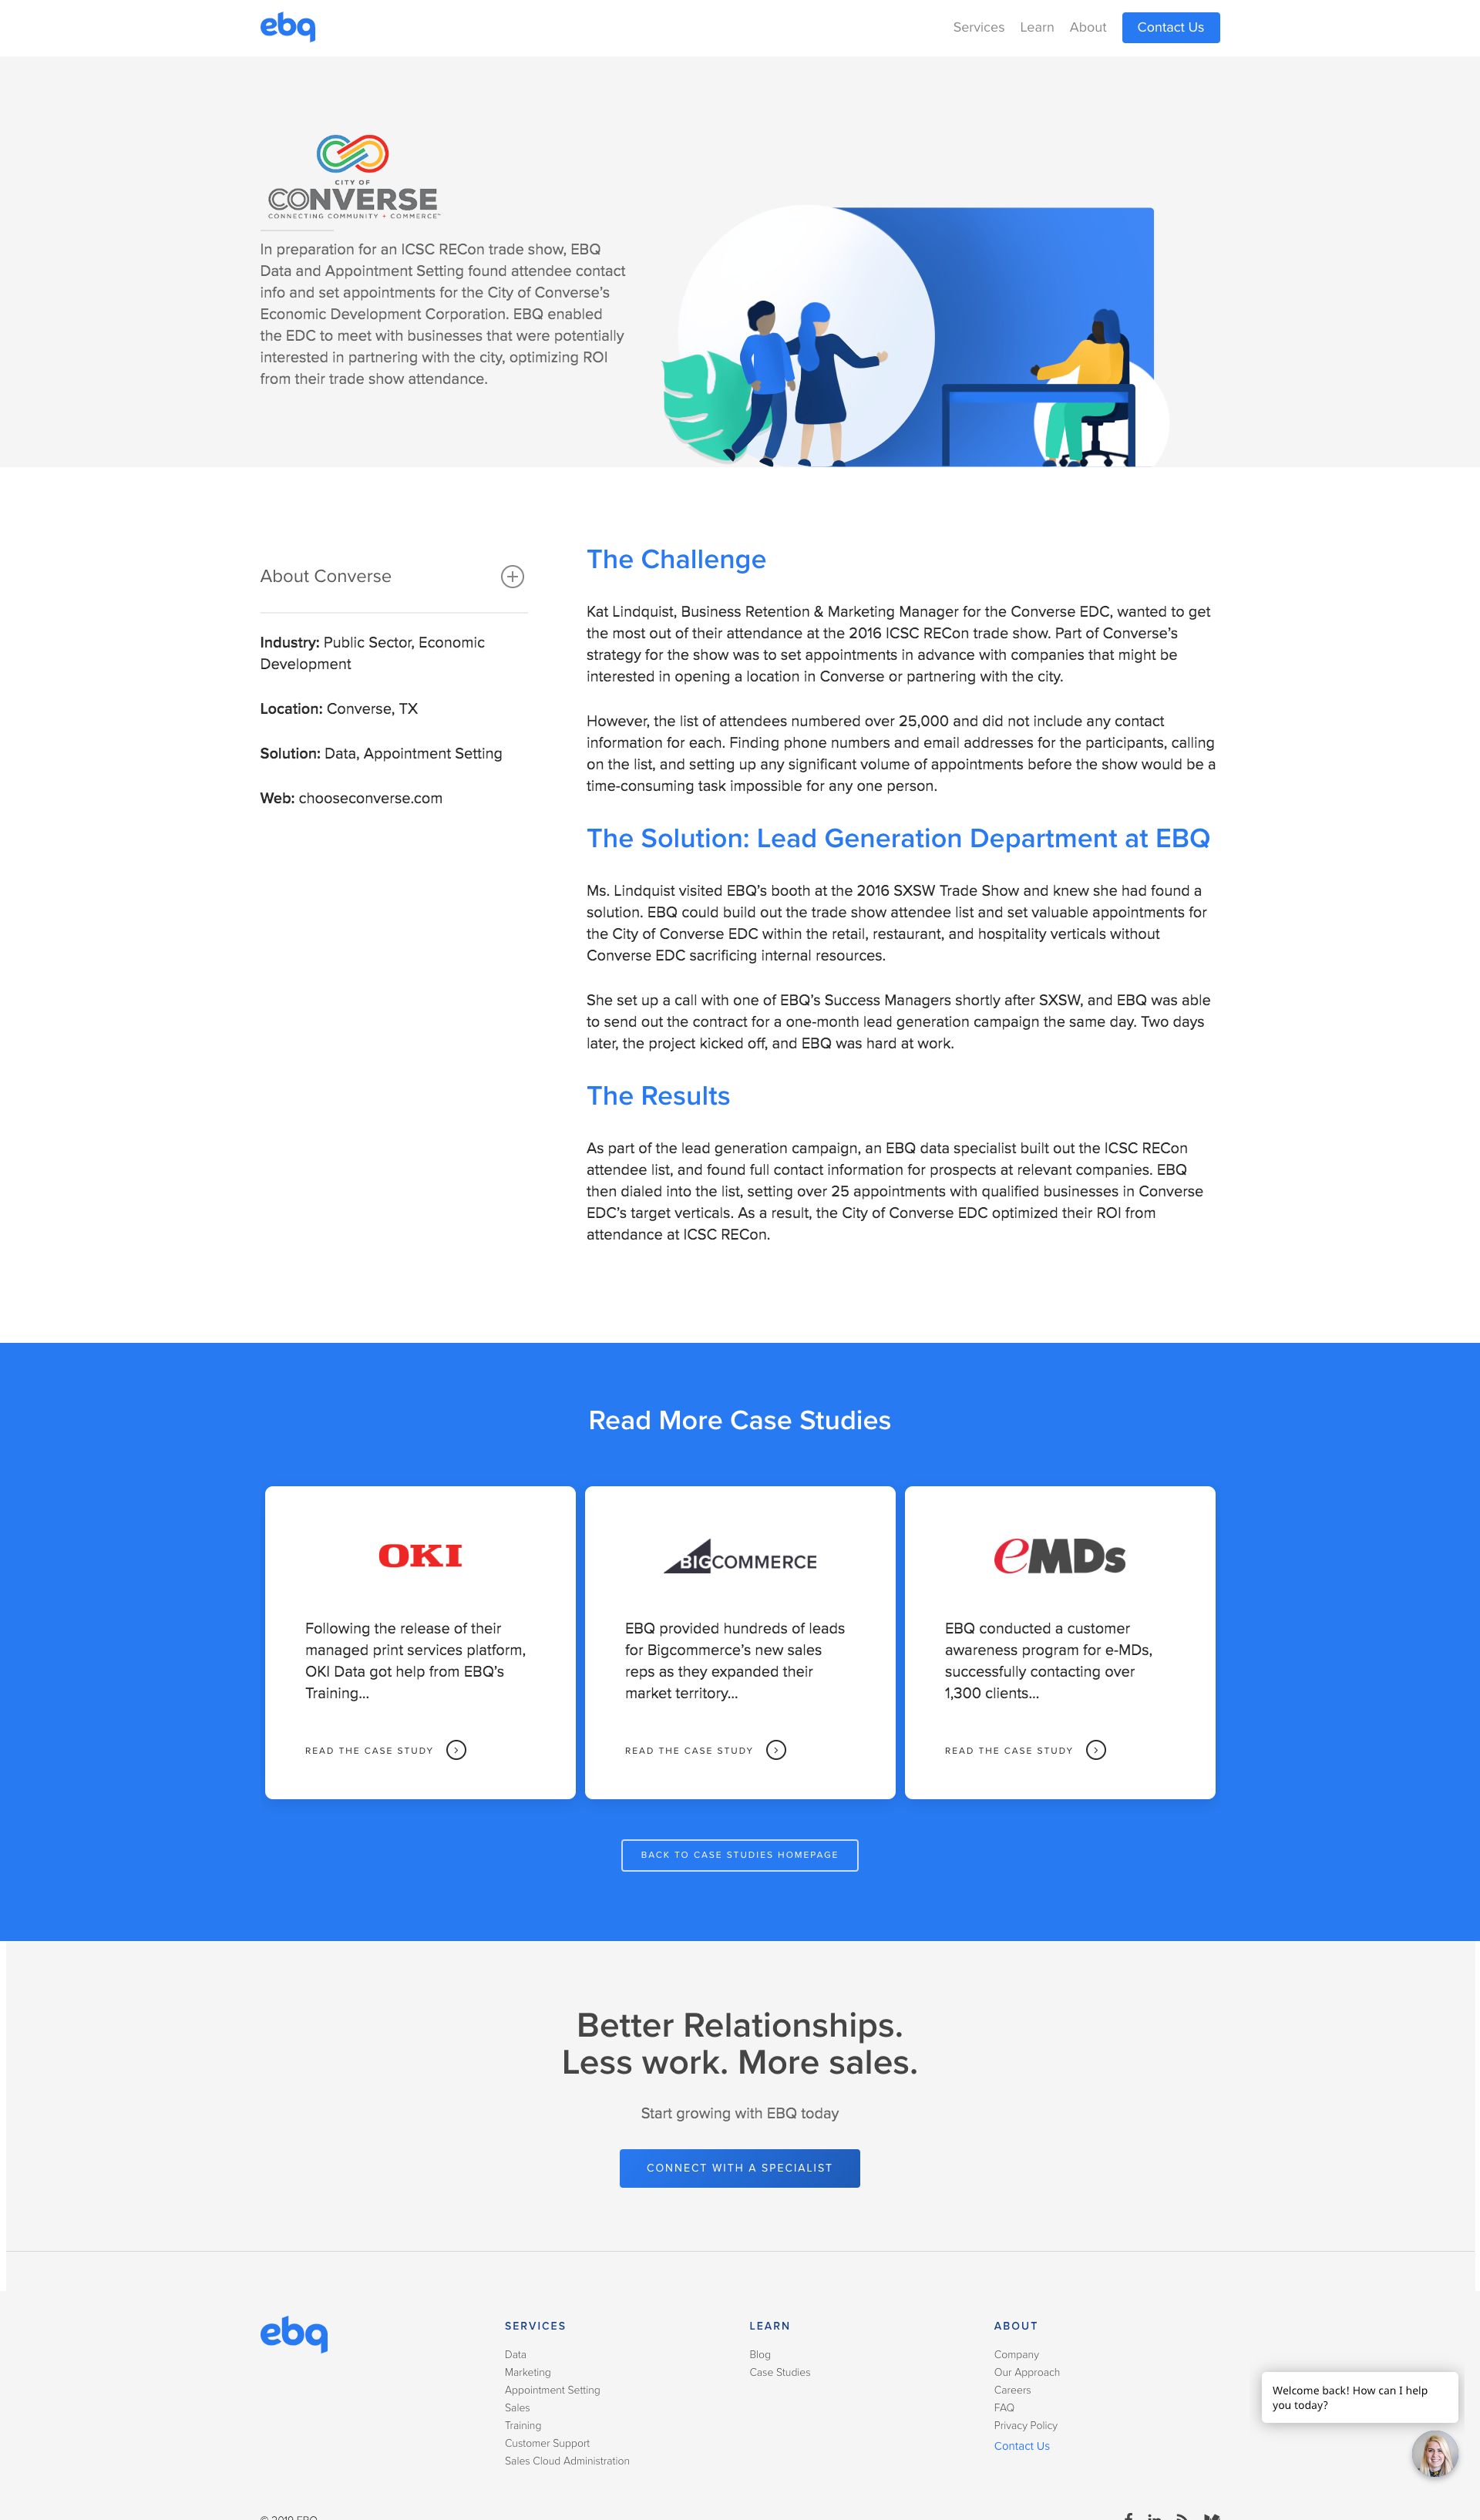 ebq
Services Learn About Contact Us
CITY OF
CONVERSE
CONNECTING COMMUNITY + COMMERCE™
In preparation for an ICSC RECon trade show, EBQ
Data and Appointment Setting found attendee contact
info and set appointments for the City of Converse’s
Economic Development Corporation. EBQ enabled
the EDC to meet with businesses that were potentially
interested in partnering with the city, optimizing ROI
from their trade show attendance.
About Converse
Industry: Public Sector, Economic
Development
Location: Converse, TX
Solution: Data, Appointment Setting
Web: chooseconverse.com
The Challenge
Kat Lindquist, Business Retention & Marketing Manager for the Converse EDC, wanted to get
the most out of their attendance at the 2016 ICSC RECon trade show. Part of Converse’s
strategy for the show was to set appointments in advance with companies that might be
interested in opening a location in Converse or partnering with the city.
However, the list of attendees numbered over 25,000 and did not include any contact
information for each. Finding phone numbers and email addresses for the participants, calling
on the list, and setting up any significant volume of appointments before the show would be a
time-consuming task impossible for any one person.
The Solution: Lead Generation Department at EBQ
Ms. Lindquist visited EBQ’s booth at the 2016 SXSW Trade Show and knew she had found a
solution. EBQ could build out the trade show attendee list and set valuable appointments for
the City of Converse EDC within the retail, restaurant, and hospitality verticals without
Converse EDC sacrificing internal resources.
She set up a call with one of EBQ’s Success Managers shortly after SXSW, and EBQ was able
to send out the contract for a one-month lead generation campaign the same day. Two days
later, the project kicked off, and EBQ was hard at work.
The Results
As part of the lead generation campaign, an EBQ data specialist built out the ICSC RECon
attendee list, and found full contact information for prospects at relevant companies. EBQ
then dialed into the list, setting over 25 appointments with qualified businesses in Converse
EDC’s target verticals. As a result, the City of Converse EDC optimized their ROI from
attendance at ICSC RECon.
Read More Case Studies
OKI
Following the release of their
managed print services platform,
OKI Data got help from EBQ’s
Training...
READ THE CASE STUDY
BIGCOMMERCE
EBQ provided hundreds of leads
for Bigcommerce’s new sales
reps as they expanded their
market territory...
READ THE CASE STUDY
eMDs
EBQ conducted a customer
awareness program for e-MDs,
successfully contacting over
1,300 clients...
READ THE CASE STUDY
BACK TO CASE STUDIES HOMEPAGE
Better Relationships.
Less work. More sales.
Start growing with EBQ today
CONNECT WITH A SPECIALIST
ebq
SERVICES
Data
Marketing
Appointment Setting
Sales
Training
Customer Support
Sales Cloud Administration
LEARN
Blog
Case Studies
ABOUT
Company
Our Approach
Careers
FAQ
Privacy Policy
Contact Us
Welcome back! How can I help
you today?
© 2019 EBQ